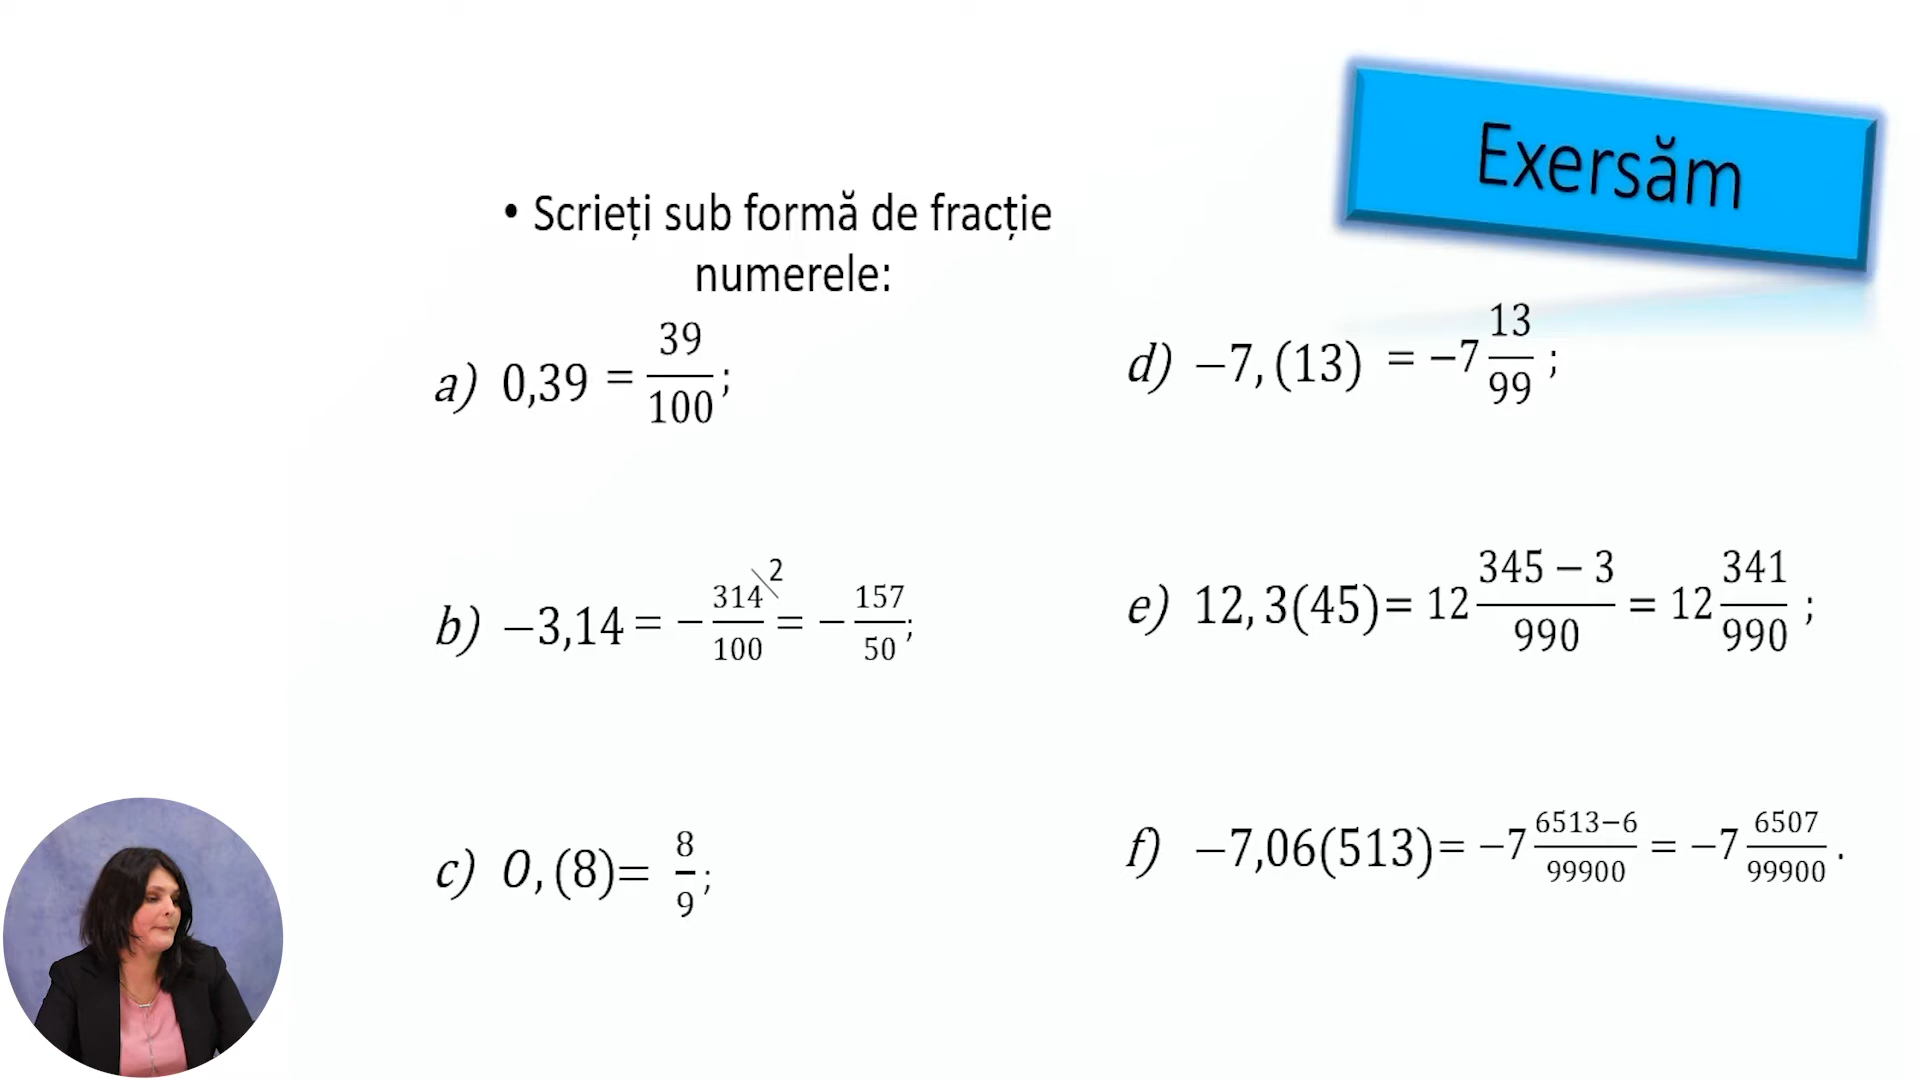 Exersăm
• Scrieți sub formă de fracție
numerele:
a) 0,39 = 39/100;
b) −3,14 = − 314/100 ⟍2 = − 157/50;
c) 0,(8)= 8/9;
d) −7,(13) = −7 13/99;
e) 12,3(45)= 12 345 − 3/990 = 12 341/990;
f) −7,06(513)= −7 6513−6/99900 = −7 6507/99900.